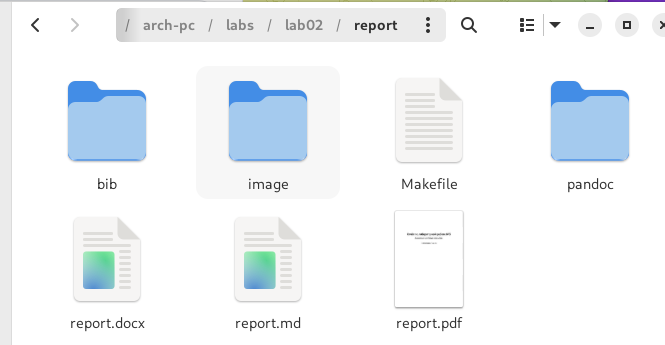 / arch-pc / labs / lab02 / report
bib image Makefile pandoc
report.docx report.md report.pdf